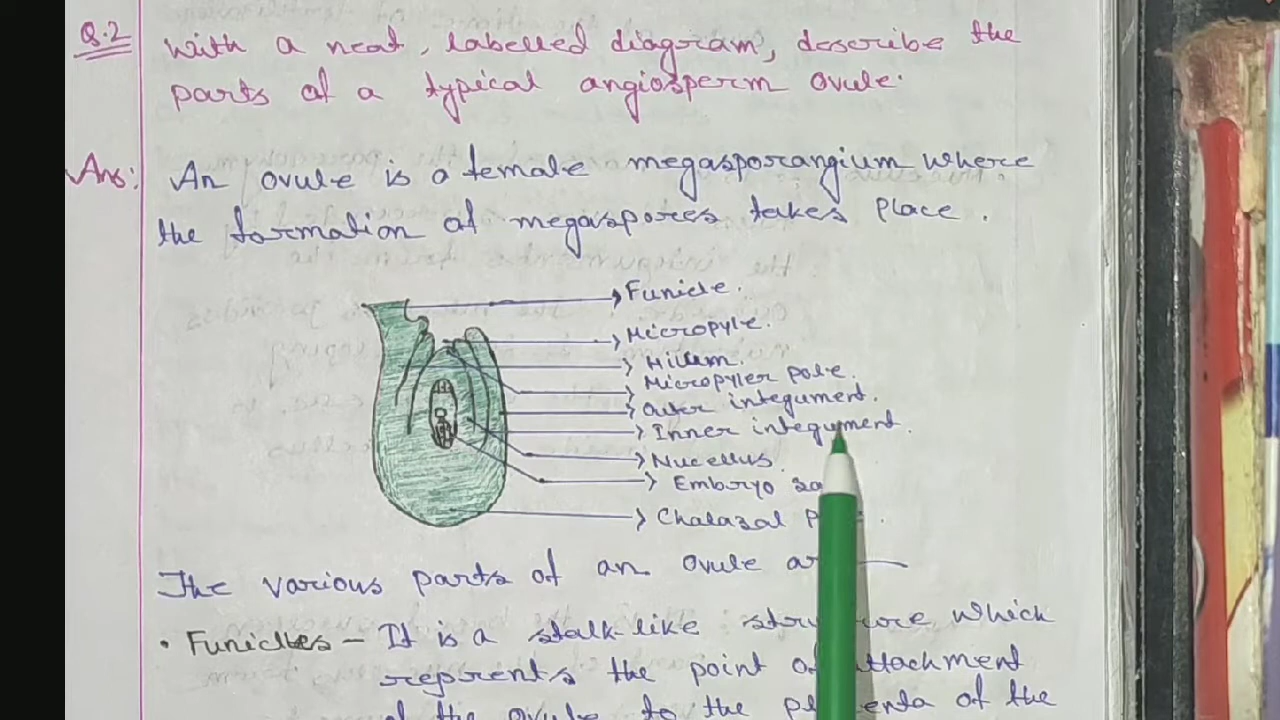 Q.2 With a neat, labelled diagram, describe the
parts of a typical angiosperm ovule.
Ans: An ovule is a female megasporangium where
the formation of megaspores takes place.
Funicle.
Micropyle.
Hilum.
Micropyler pole.
Outer integument.
Inner integument.
Nucellus.
Embryo
Chalazal
The various parts of an ovule
• Funicles – It is a stalk-like which
reprents the point of attachment
of the ovule to the of the